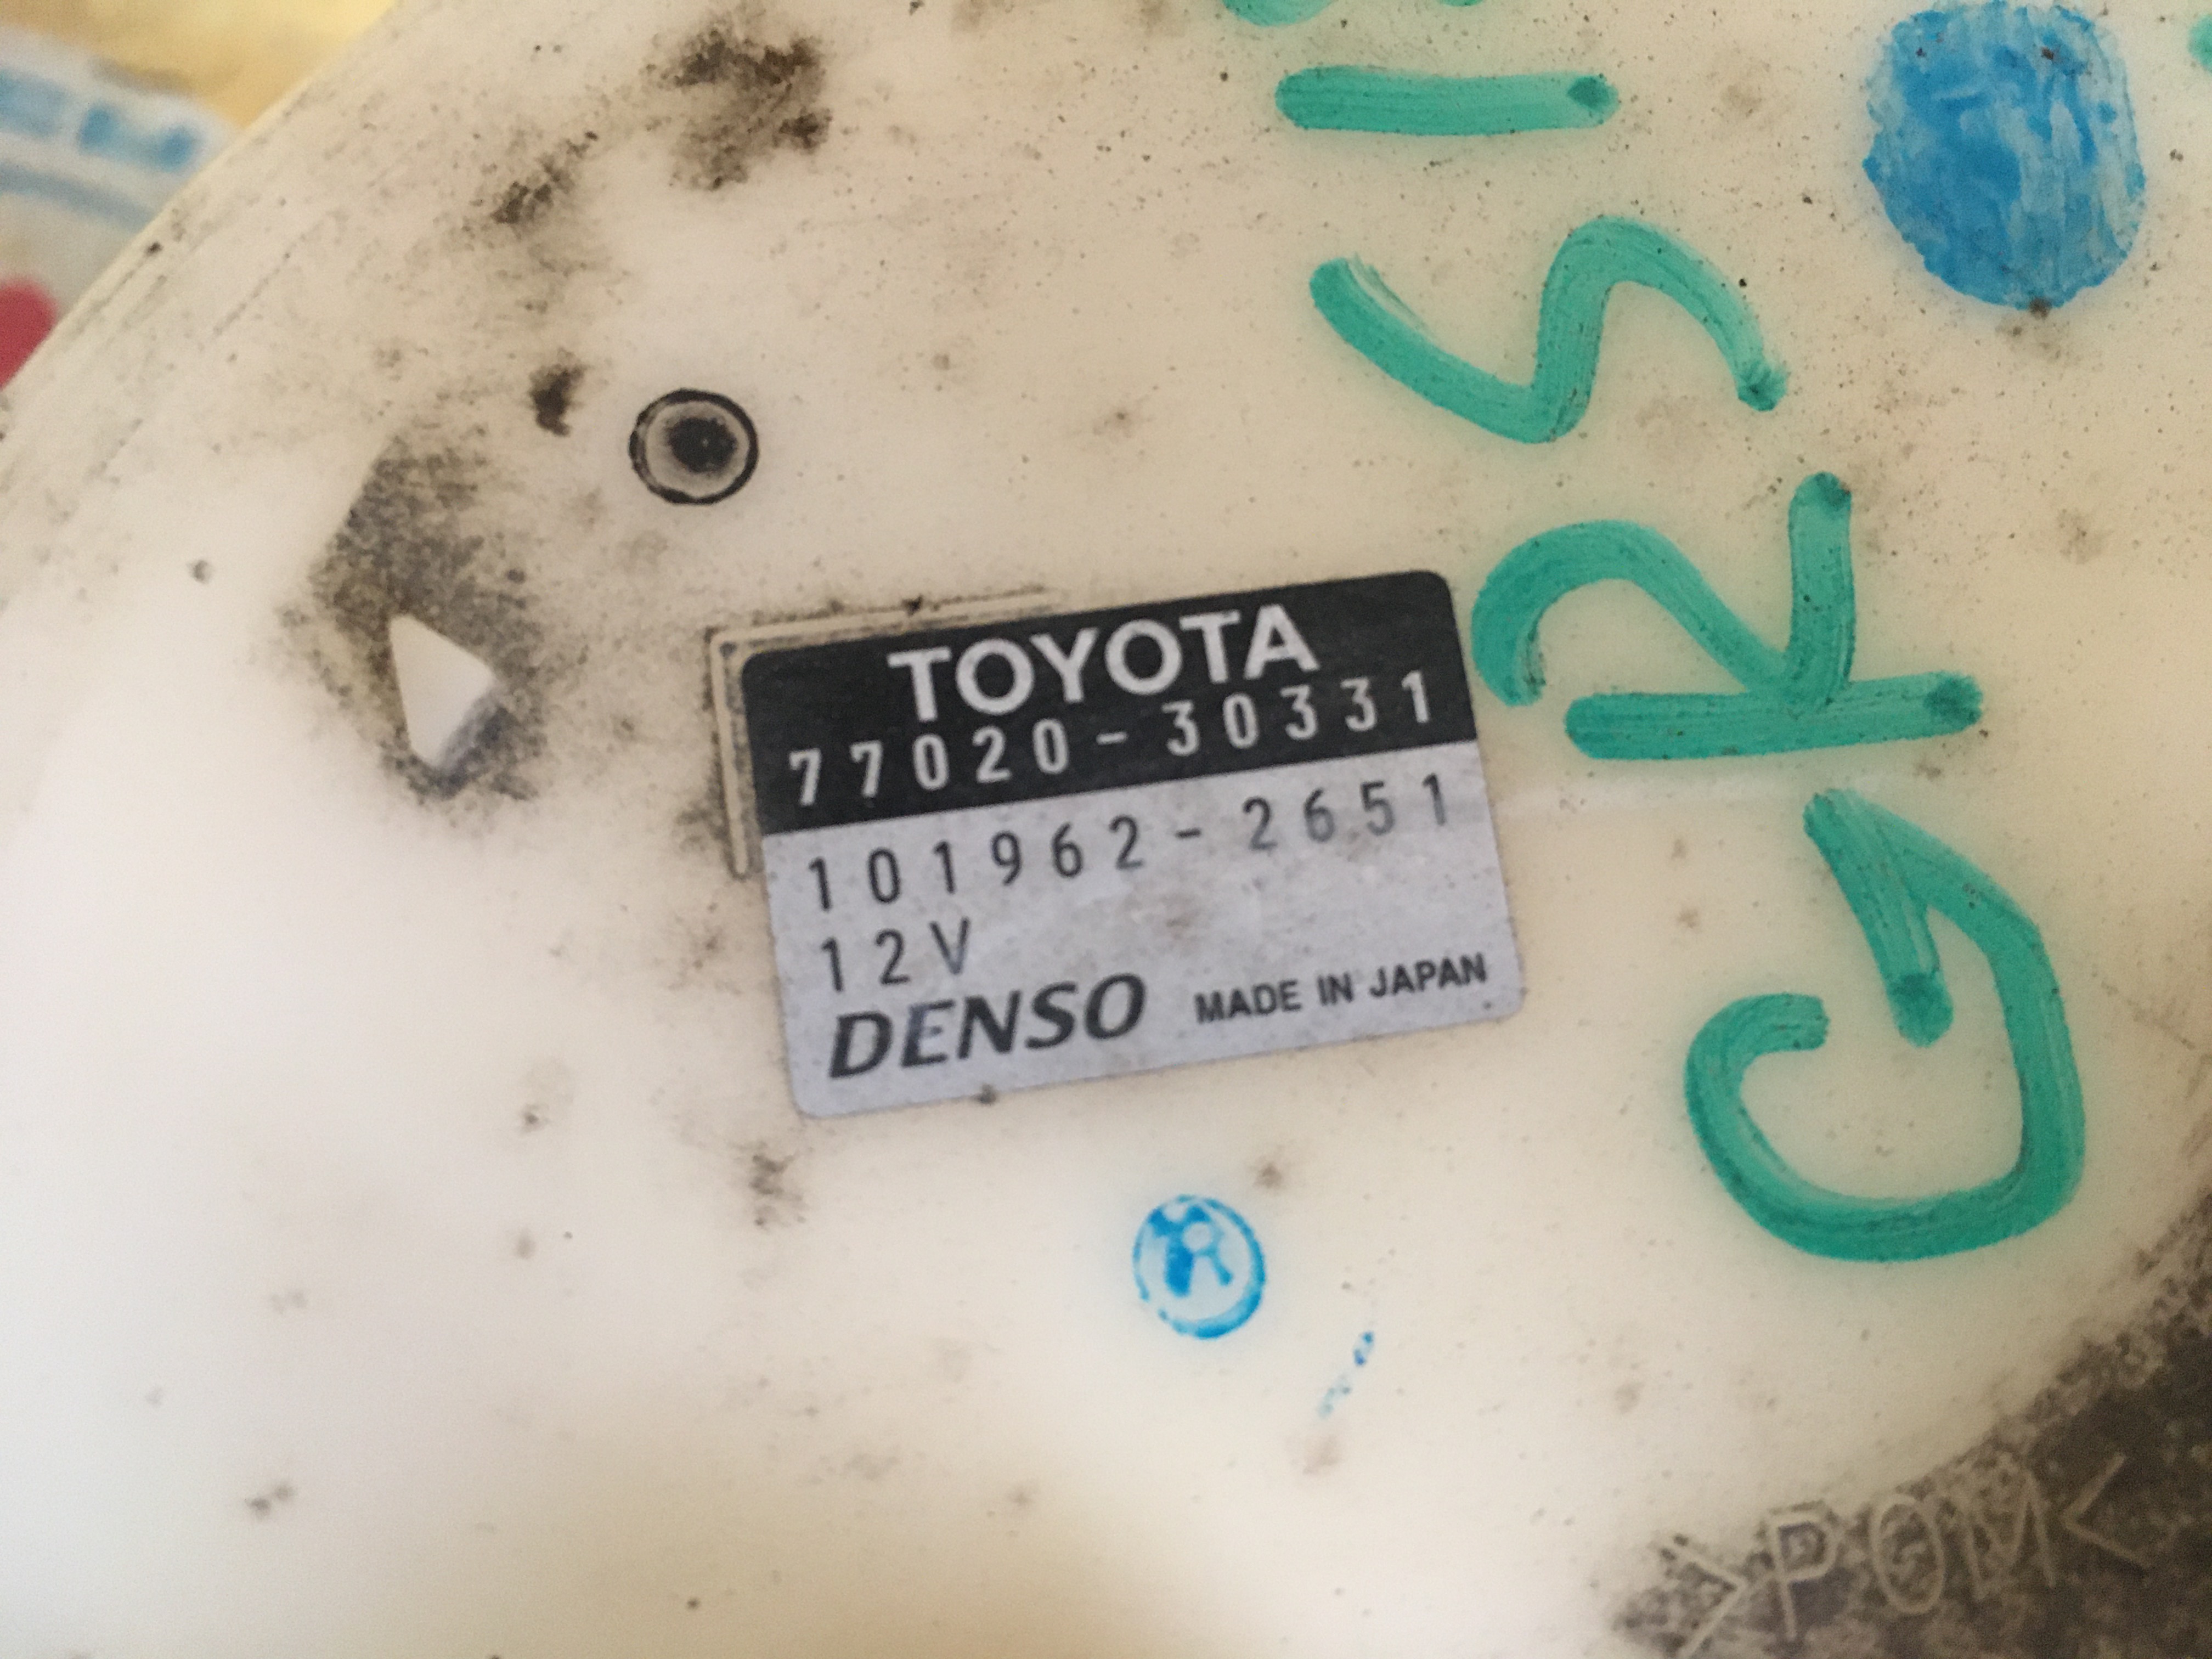 TOYOTA
77020-30331
101962-2651
12V
DENSO MADE IN JAPAN
GRS1
R
>POM<